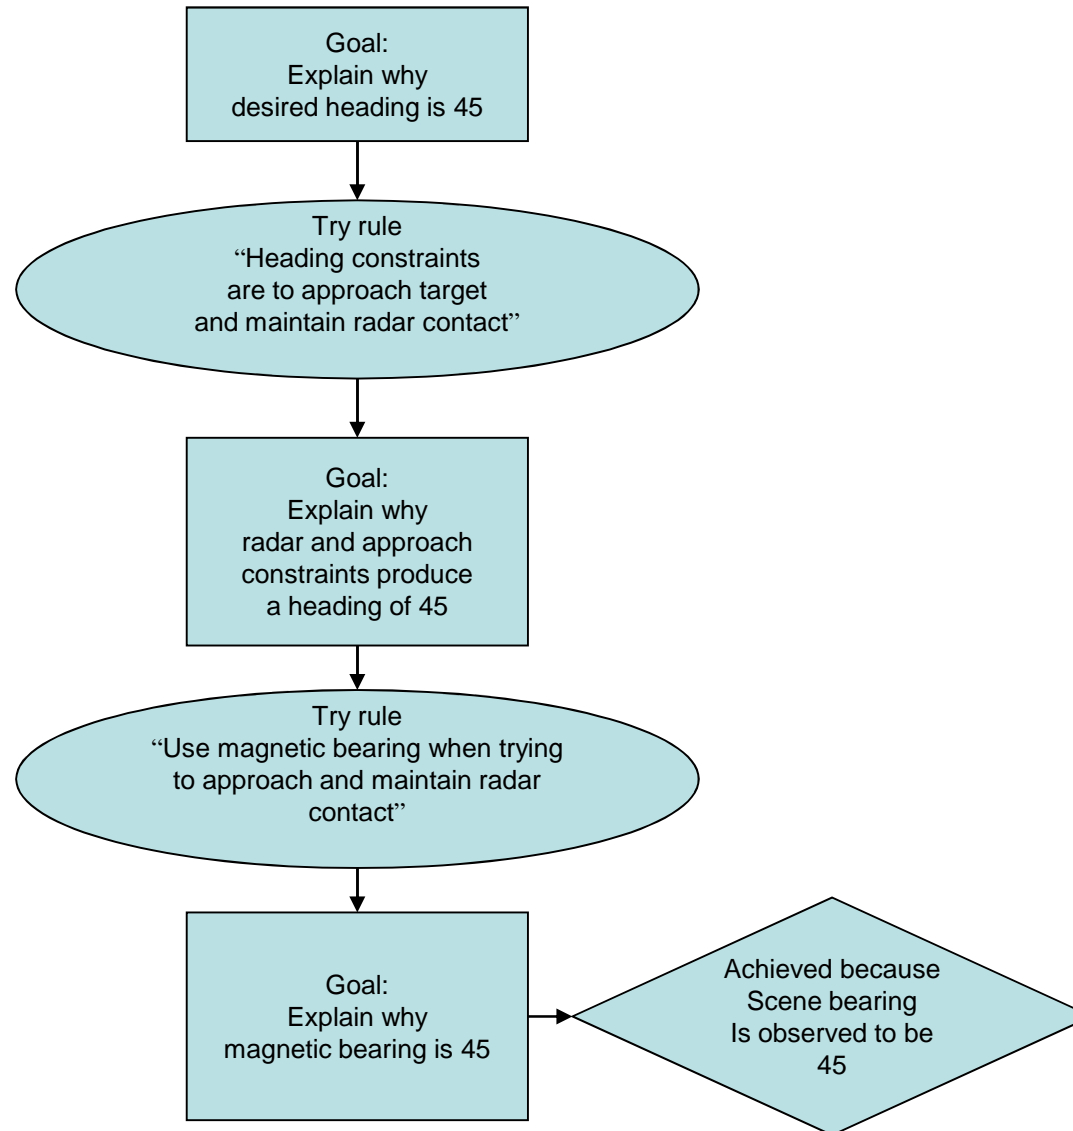 Goal:
Explain why
desired heading is 45
Try rule
“Heading constraints
are to approach target
and maintain radar contact”
Goal:
Explain why
radar and approach
constraints produce
a heading of 45
Try rule
“Use magnetic bearing when trying
to approach and maintain radar
contact”
Goal:
Explain why
magnetic bearing is 45
Achieved because
Scene bearing
Is observed to be
45